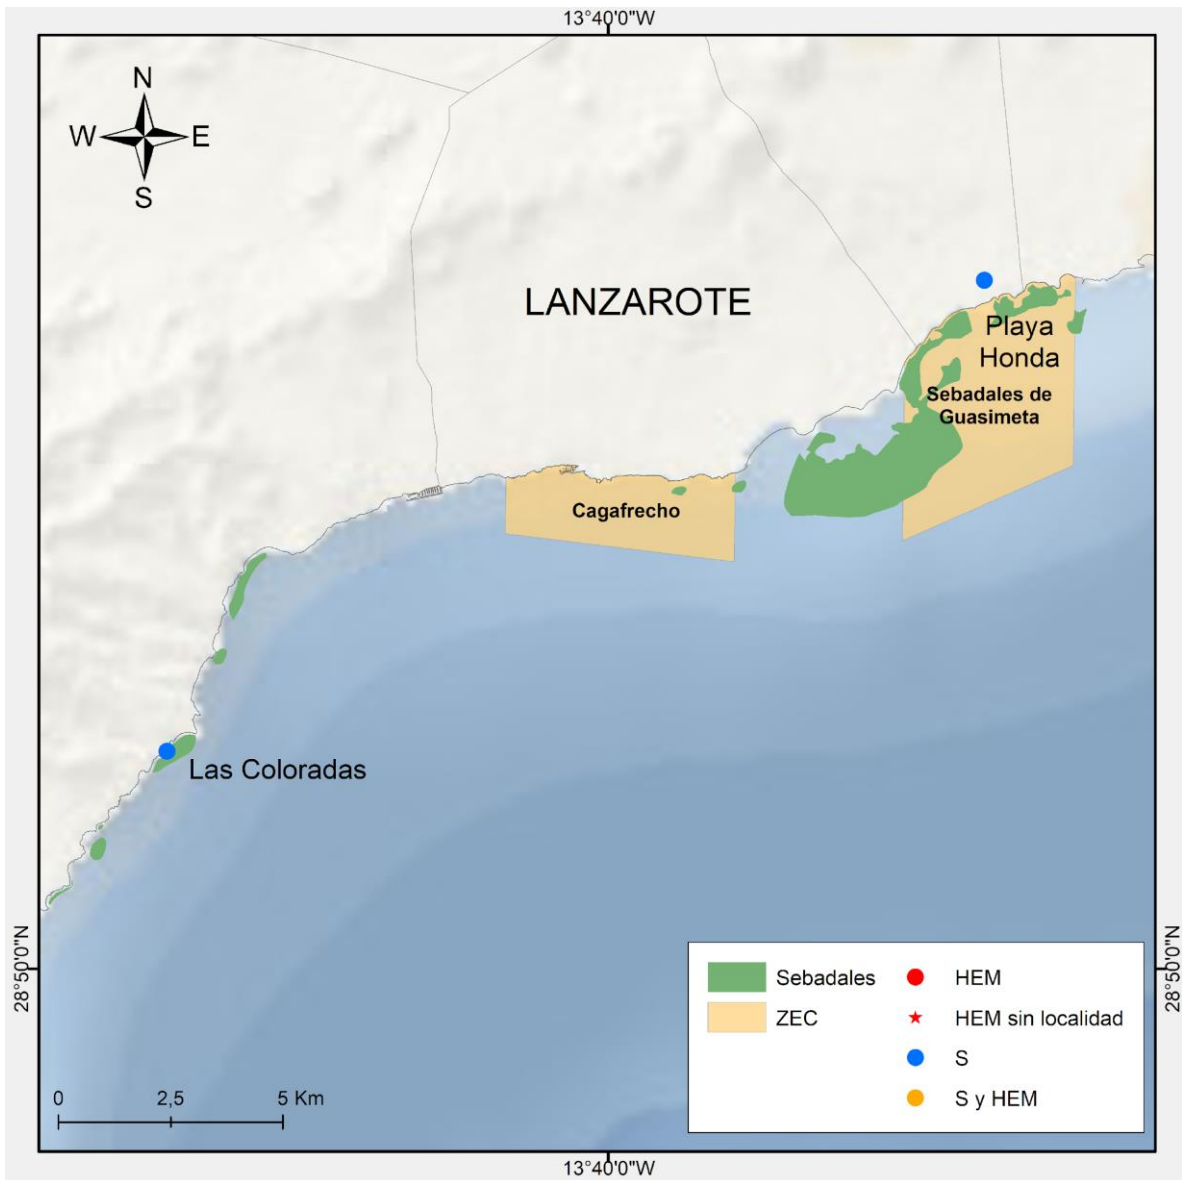 13°40'0"W
N
W E
S
LANZAROTE
Playa
Honda
Sebadales de
Guasimeta
Cagafrecho
Las Coloradas
28°50'0"N
28°50'0"N
Sebadales
ZEC
HEM
HEM sin localidad
S
S y HEM
0 2,5 5 Km
13°40'0"W